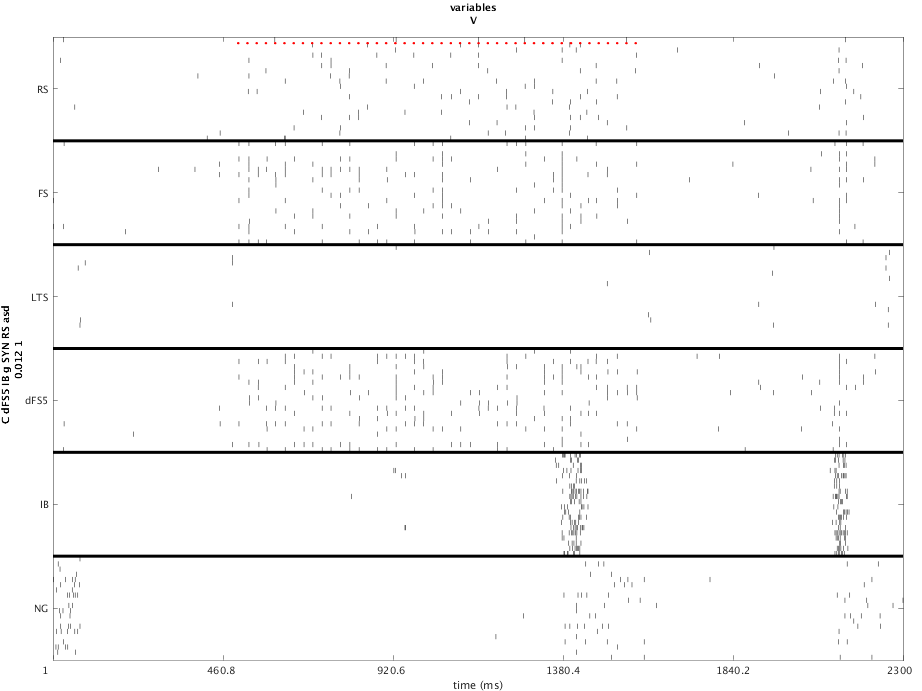 variables
V
RS
FS
LTS
dFS5
IB
NG
C dFS5 IB g SYN RS asd
0.012 1
1
460.8
920.6
1380.4
1840.2
2300
time (ms)